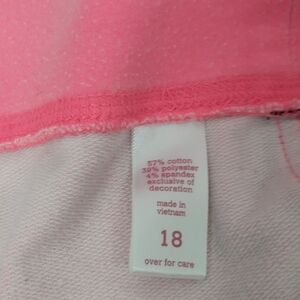 57% cotton
39% polyester
4% spandex
exclusive of
decoration
made in
vietnam
18
over for care